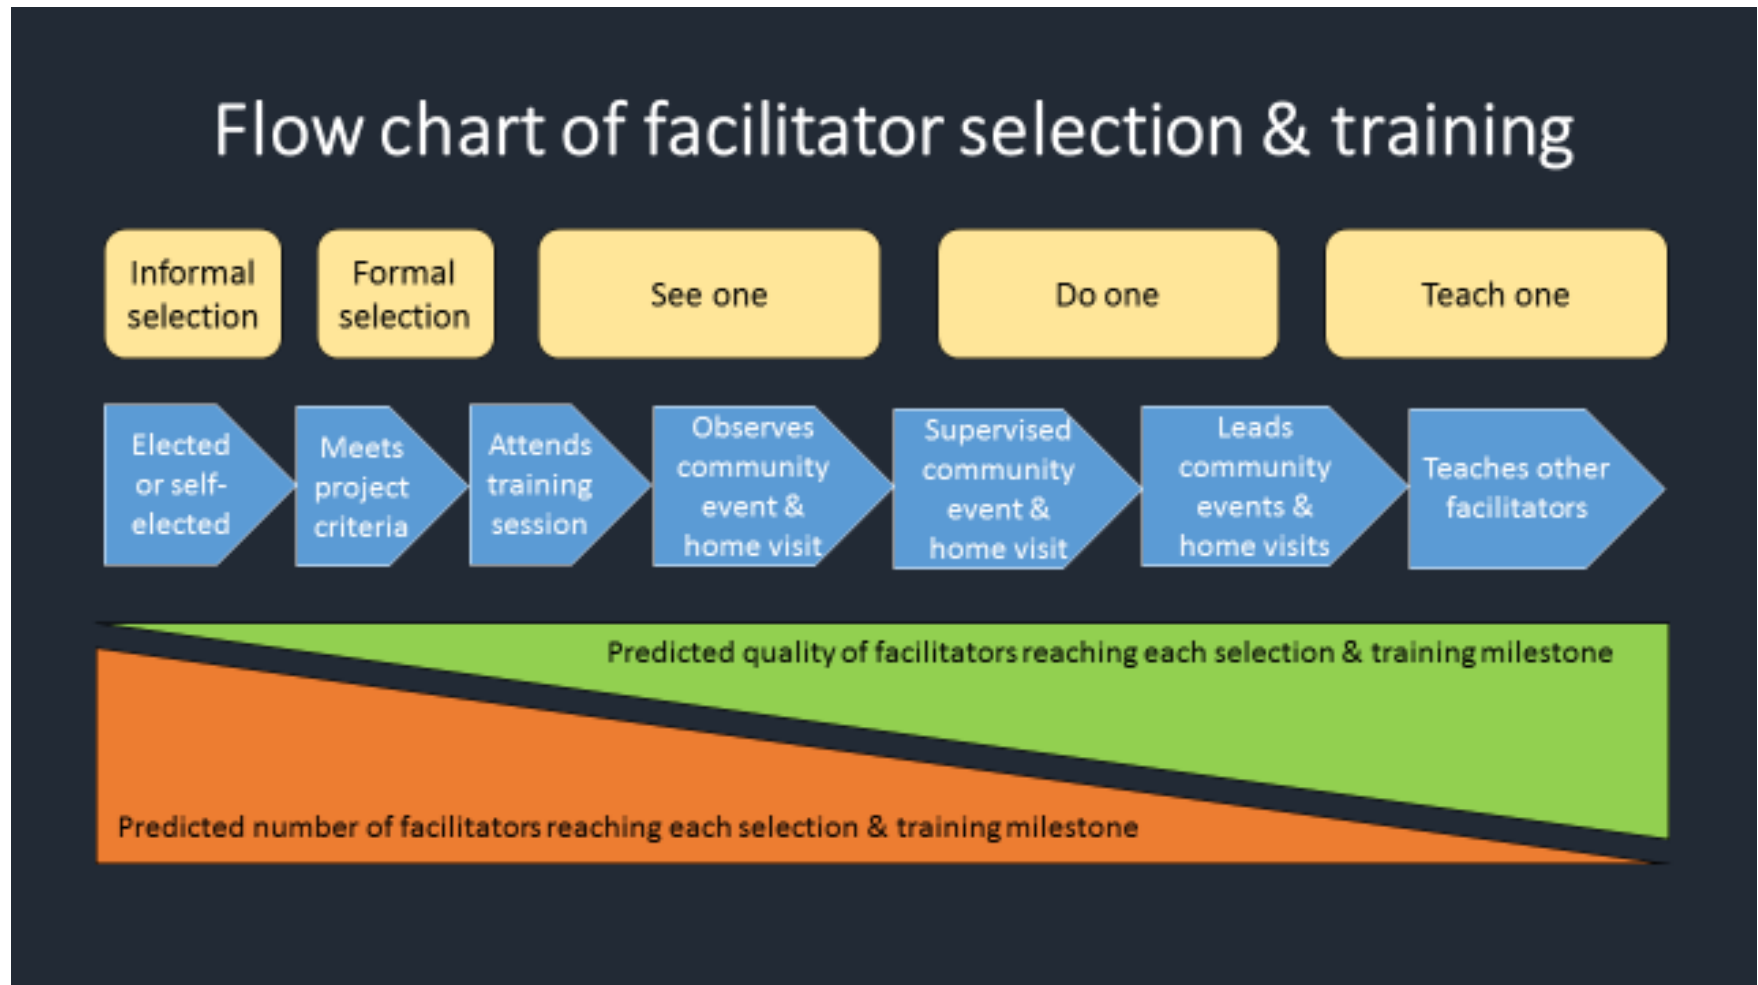 Flow chart of facilitator selection & training
Informal
selection
Formal
selection
See one
Do one
Teach one
Elected
or self-
elected
Meets
project
criteria
Attends
training
session
Observes
community
event &
home visit
Supervised
community
event &
home visit
Leads
community
events &
home visits
Teaches other
facilitators
Predicted quality of facilitators reaching each selection & training milestone
Predicted number of facilitators reaching each selection & training milestone